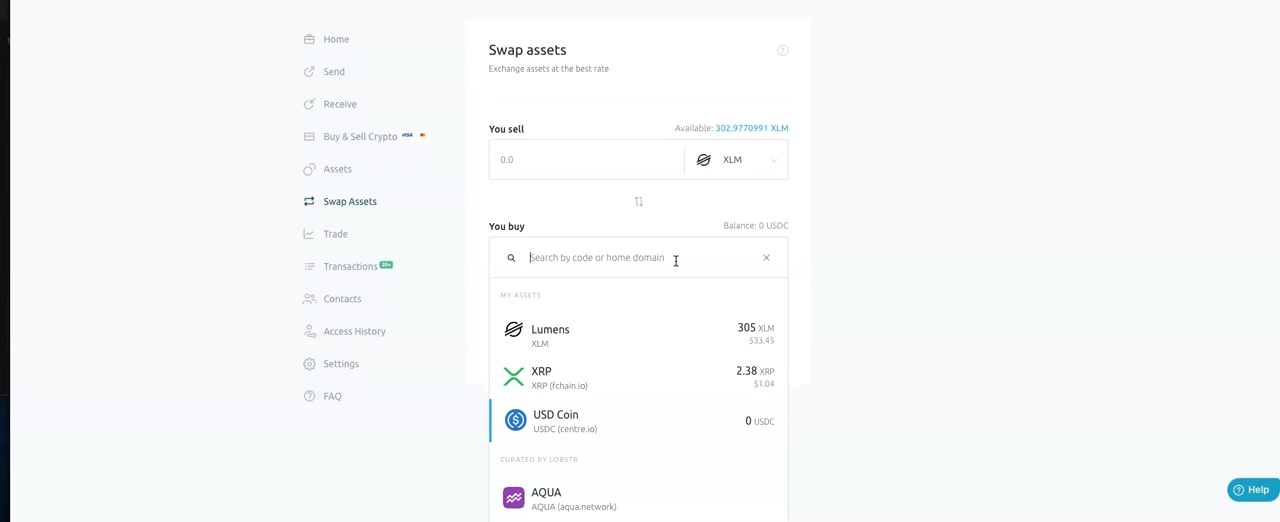 Home
Send
Receive
Buy & Sell Crypto VISA
Assets
Swap Assets
Trade
Transactions 20+
Contacts
Access History
Settings
FAQ
Swap assets
Exchange assets at the best rate
You sell
Available: 302.9770991 XLM
0.0
XLM
You buy
Balance: 0 USDC
Search by code or home domain
MY ASSETS
Lumens
XLM
305 XLM
$33.45
XRP
XRP (fchain.io)
2.38 XRP
$1.04
USD Coin
USDC (centre.io)
0 USDC
CURATED BY LOBSTR
AQUA
AQUA (aqua.network)
Help